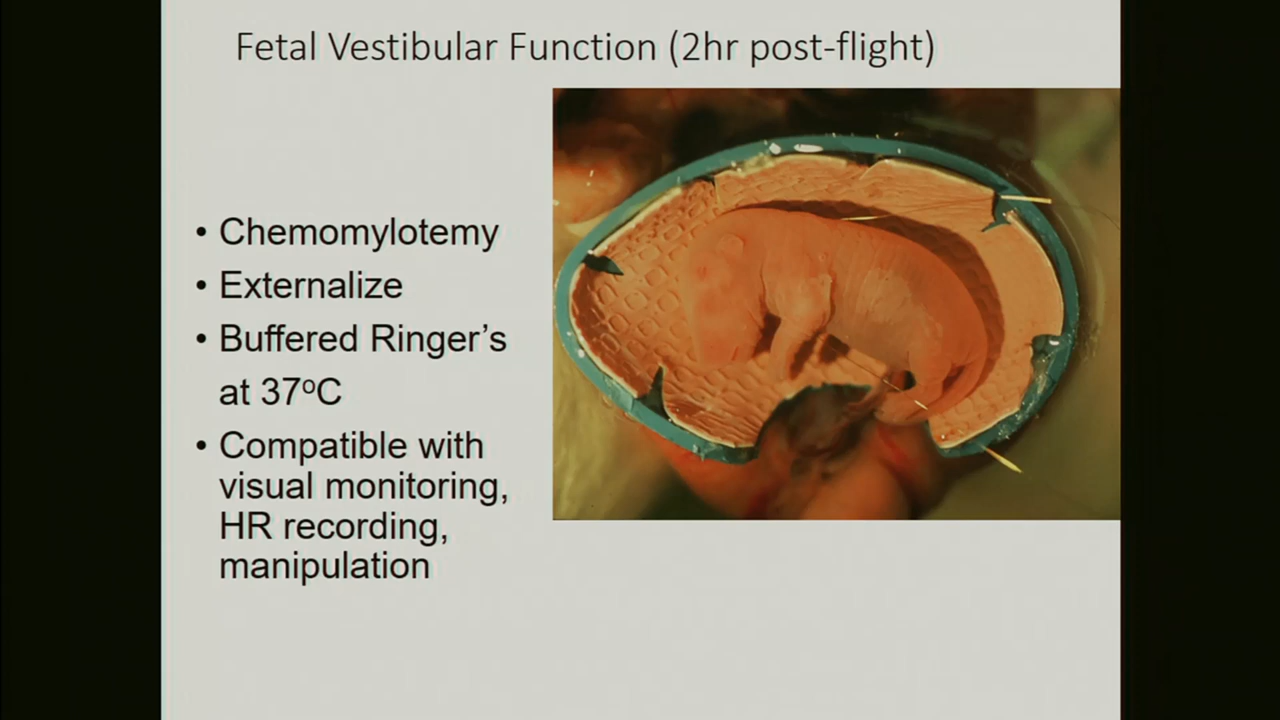 Fetal Vestibular Function (2hr post-flight)
• Chemomylotemy
• Externalize
• Buffered Ringer’s
at 37ºC
• Compatible with
visual monitoring,
HR recording,
manipulation